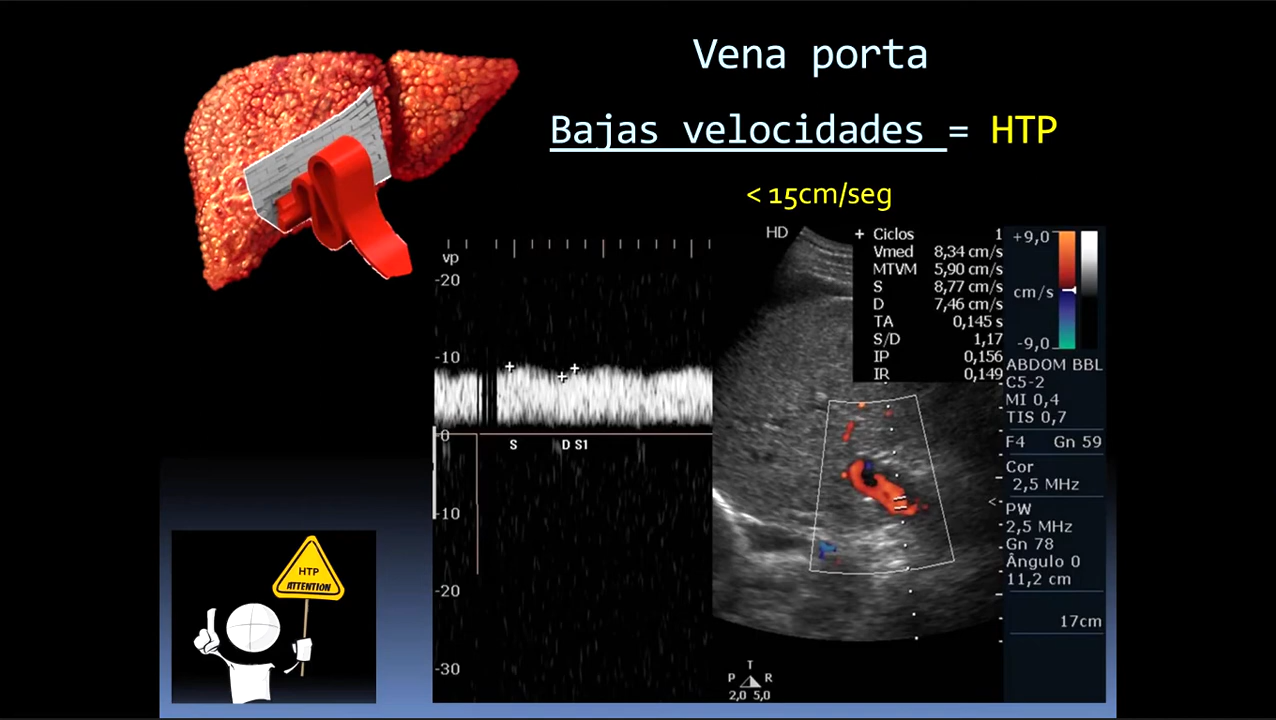 Vena porta
Bajas velocidades = HTP
< 15cm/seg
HD
+ Ciclos 1
Vmed 8,34 cm/s
MTVM 5,90 cm/s
S 8,77 cm/s
D 7,46 cm/s
TA 0,145 s
S/D 1,17
IP 0,156
IR 0,149
+9,0
cm/s
-9,0
ABDOM BBL
C5-2
MI 0,4
TIS 0,7
F4 Gn 59
Cor
2,5 MHz
PW
2,5 MHz
Gn 78
Ângulo 0
11,2 cm
17cm
vp
-20
-10
0
S D S1
-10
-20
-30
T
P R
2,0 5,0
HTP
ATTENTION